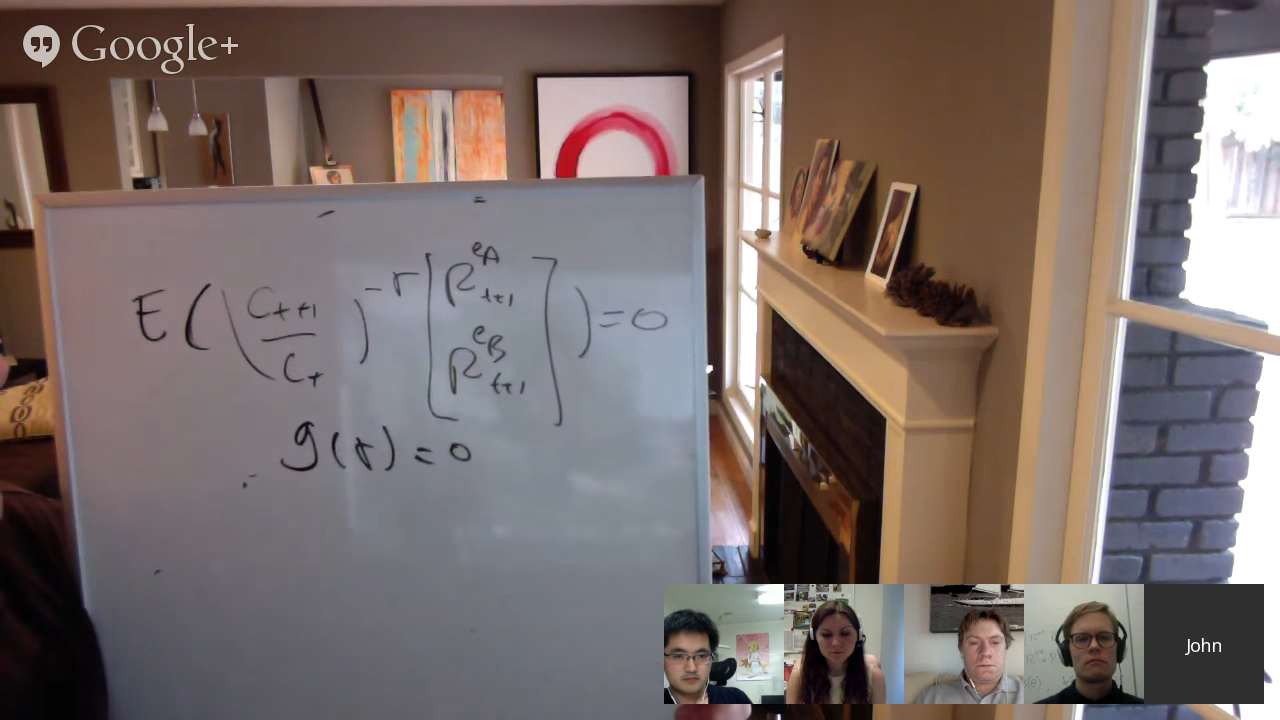 Google+
E ( ( C_{t+1} / C_t )^{-r} [ R^{eA}_{t+1} R^{eB}_{t+1} ] ) = 0
g(r) = 0
John